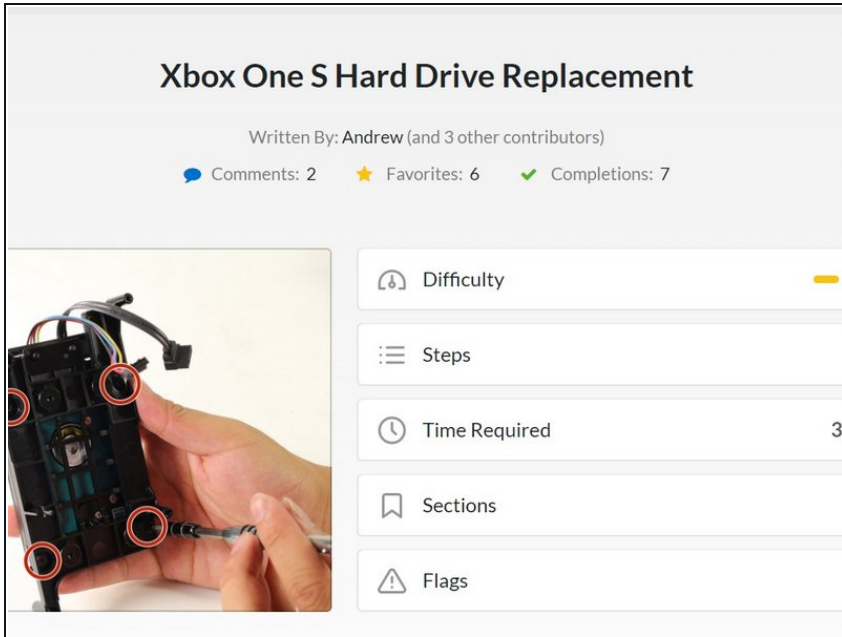 Xbox One S Hard Drive Replacement
Written By: Andrew (and 3 other contributors)
Comments: 2 Favorites: 6 Completions: 7
Difficulty
Steps
Time Required 3
Sections
Flags